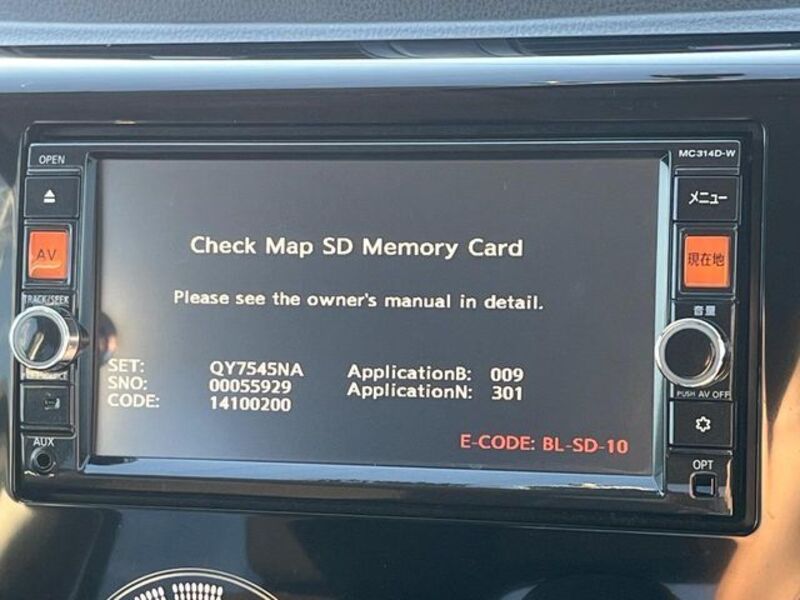 OPEN
MC314D-W
AV
メニュー
TRACK/SEEK
現在地
音量
Check Map SD Memory Card
Please see the owner's manual in detail.
SET: QY7545NA ApplicationB: 009
SNO: 00055929 ApplicationN: 301
CODE: 14100200
E-CODE: BL-SD-10
PUSH AV OFF
AUX
OPT